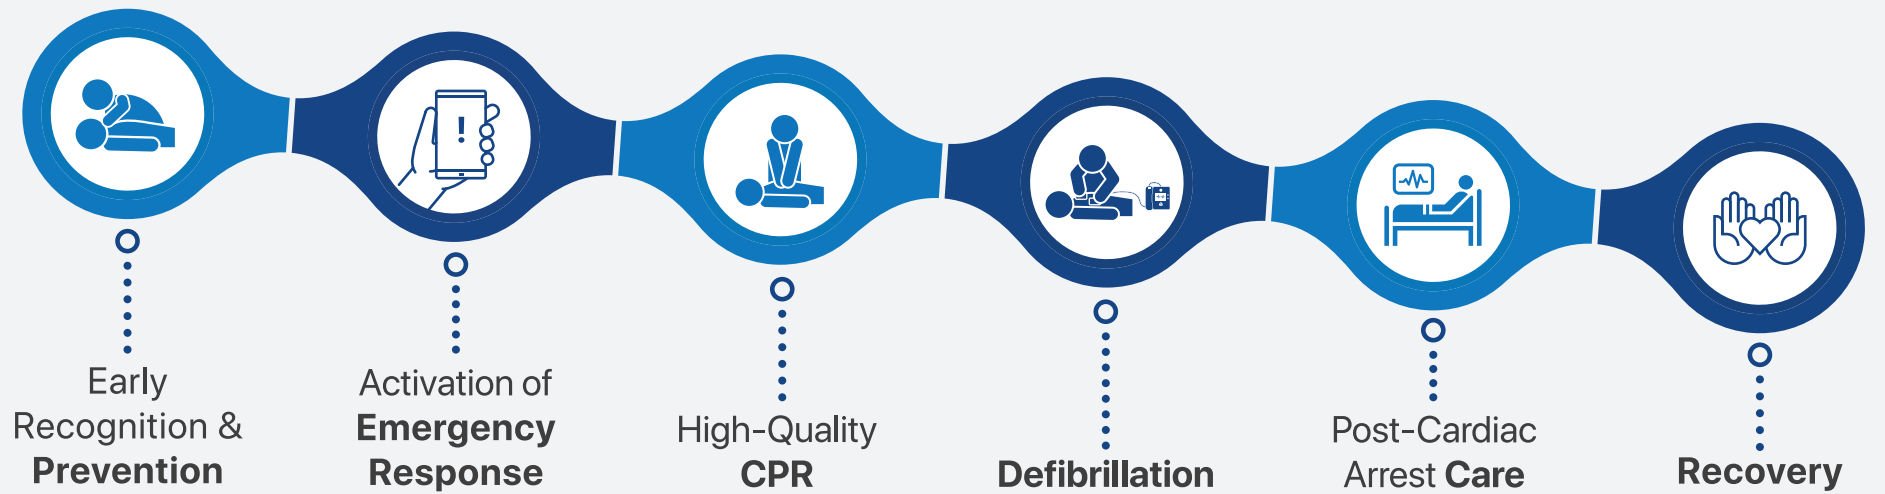 Early
Recognition &
Prevention
Activation of
Emergency
Response
High-Quality
CPR
Defibrillation
Post-Cardiac
Arrest Care
Recovery
!